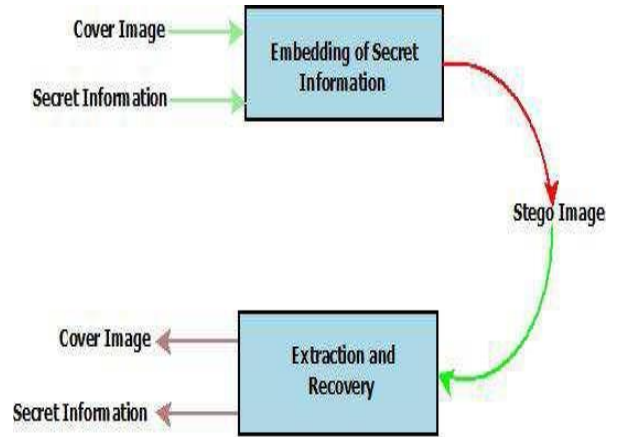 Cover Image
Embedding of Secret
Information
Secret Information
Stego Image
Cover Image
Extraction and
Recovery
Secret Information